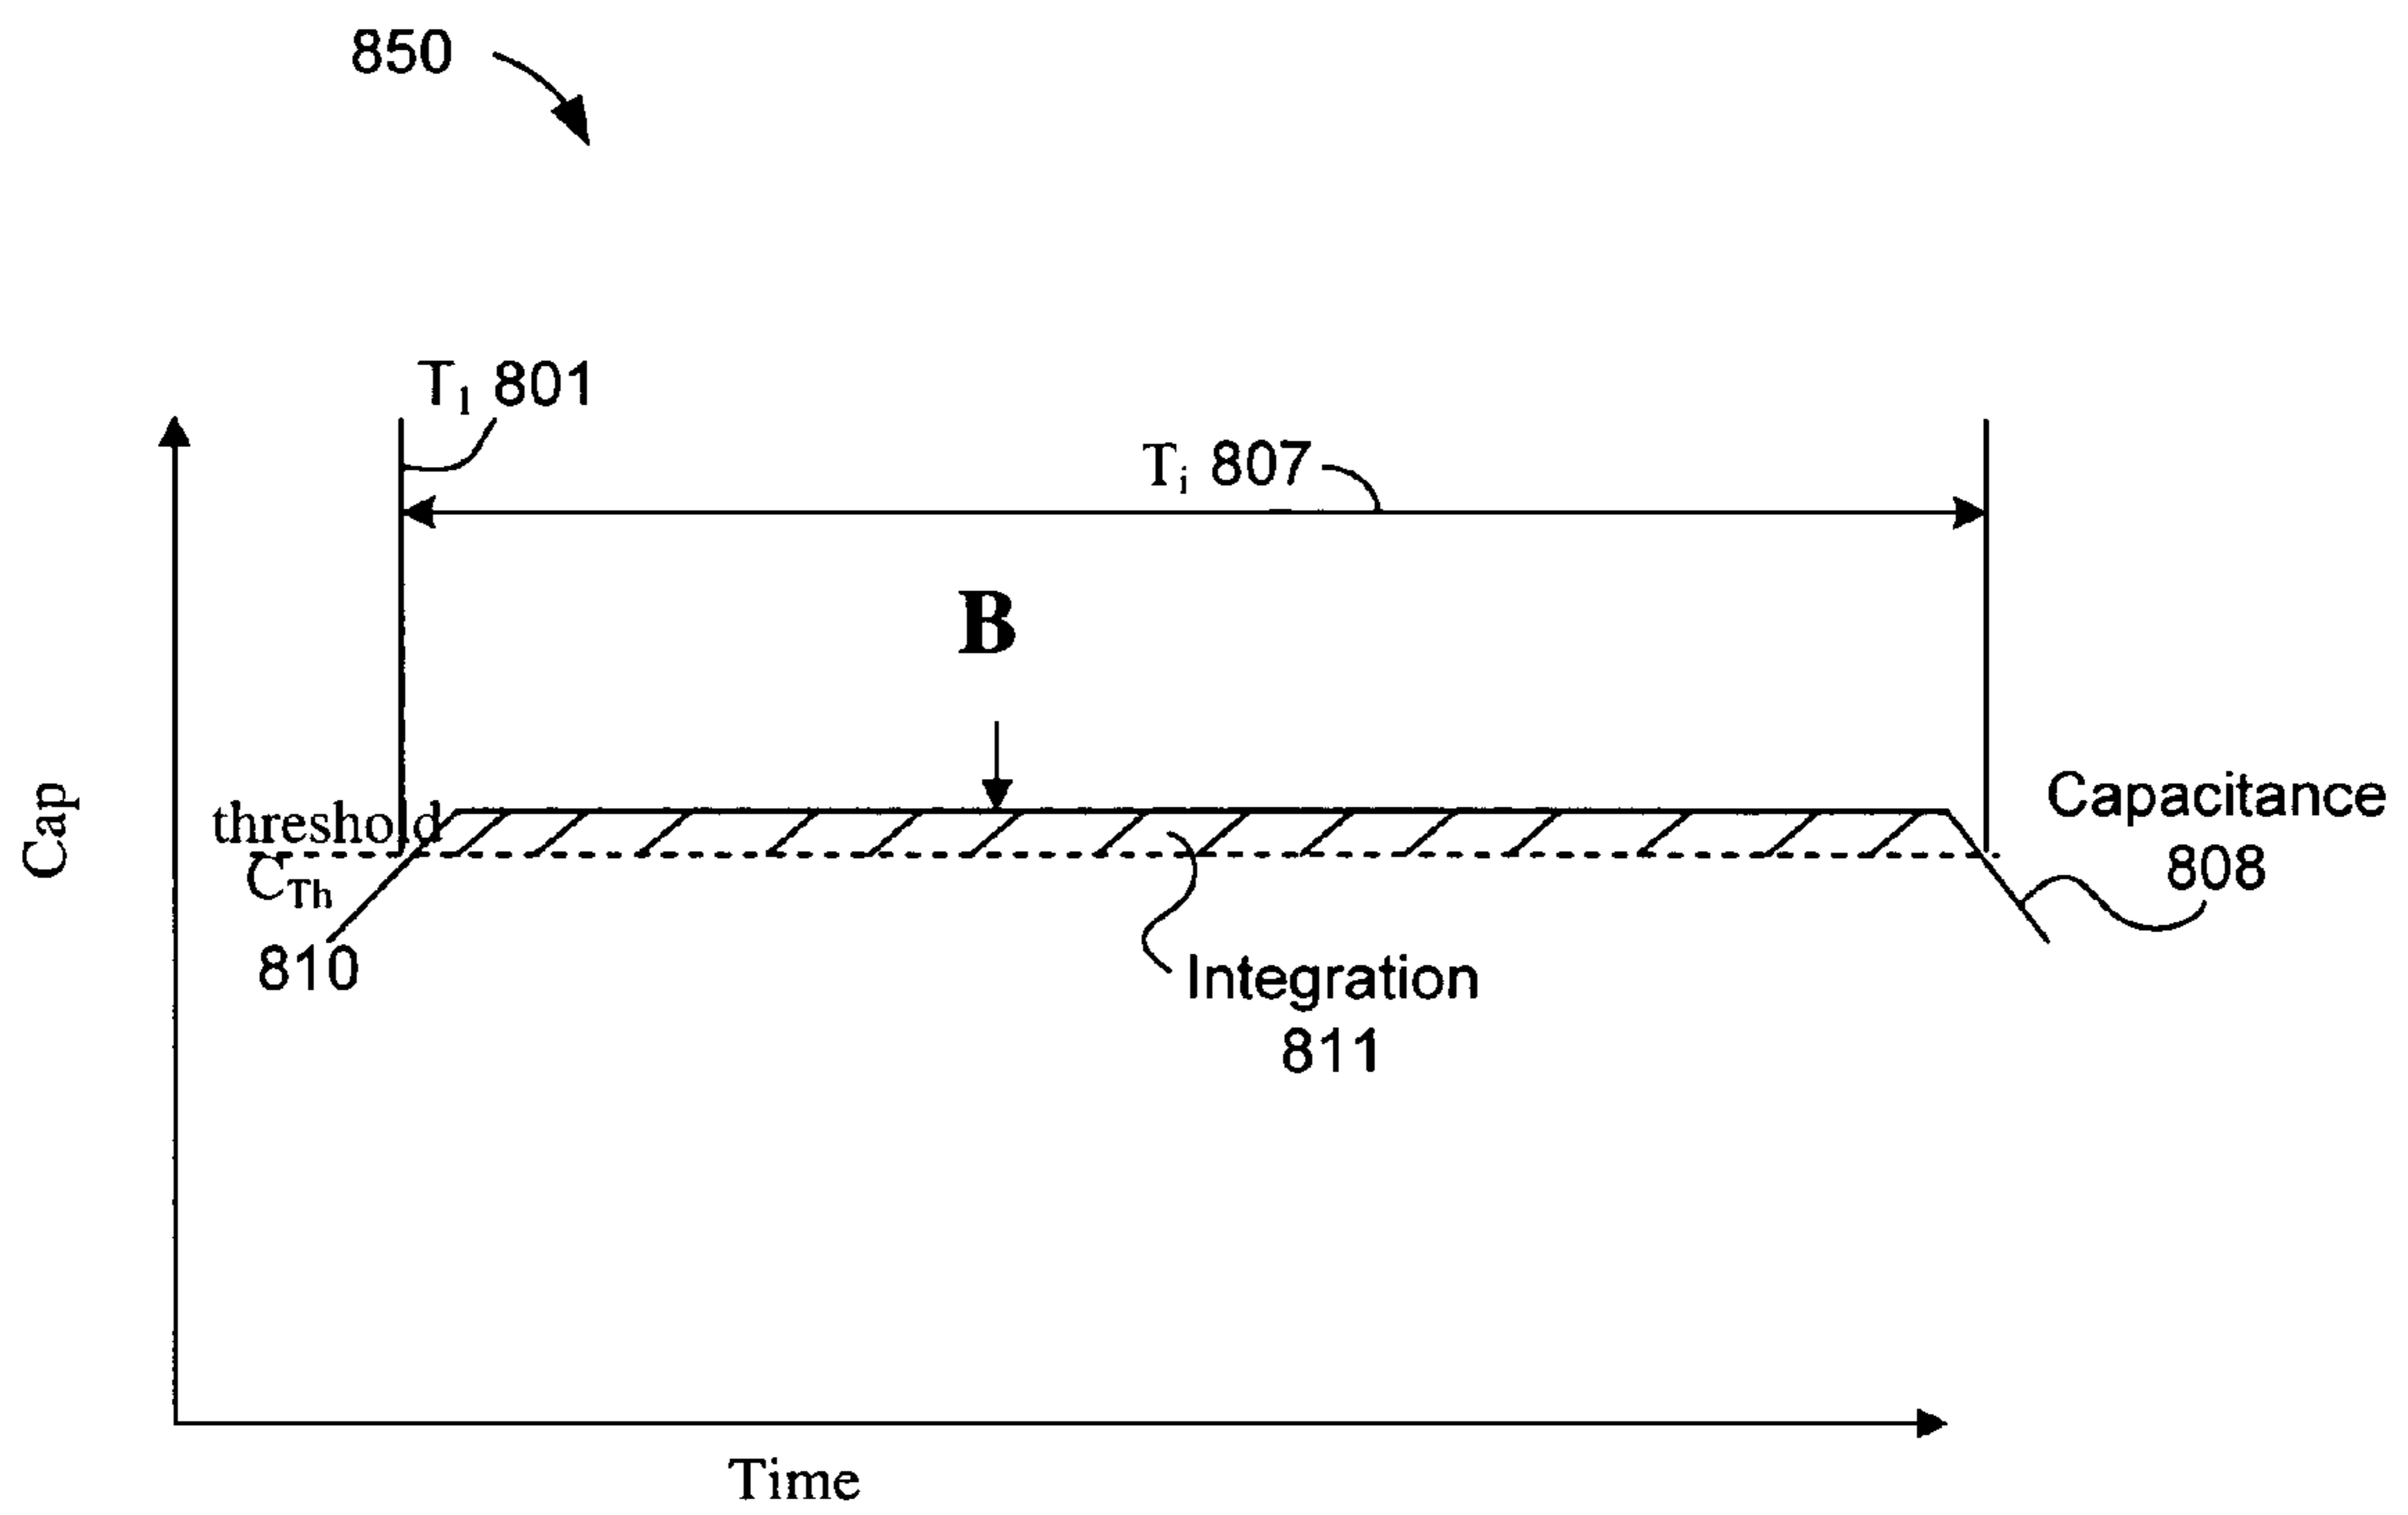 850
T1 801
Ti 807
B
Cap
threshold
CTh
810
Capacitance
808
Integration
811
Time